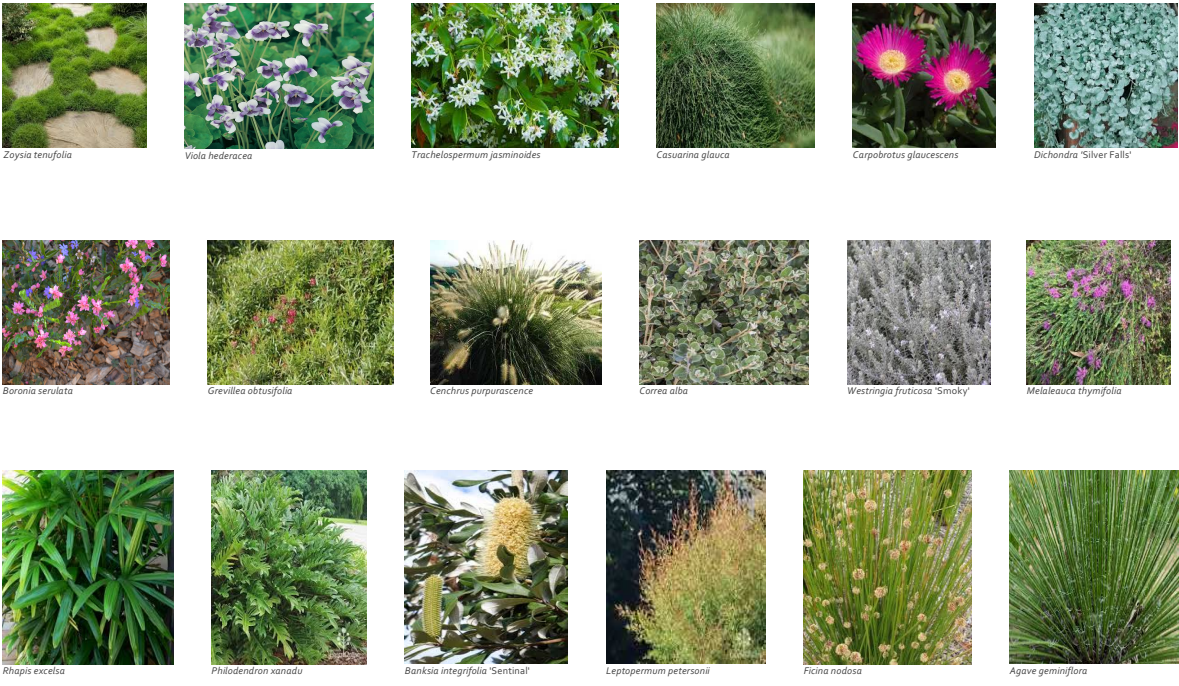 Zoysia tenufolia
Viola hederacea
Trachelospermum jasminoides
Casuarina glauca
Carpobrotus glaucescens
Dichondra 'Silver Falls'
Boronia serulata
Grevillea obtusifolia
Cenchrus purpurascence
Correa alba
Westringia fruticosa 'Smoky'
Melaleauca thymifolia
Rhapis excelsa
Philodendron xanadu
Banksia integrifolia 'Sentinal'
Leptopermum petersonii
Ficina nodosa
Agave geminiflora